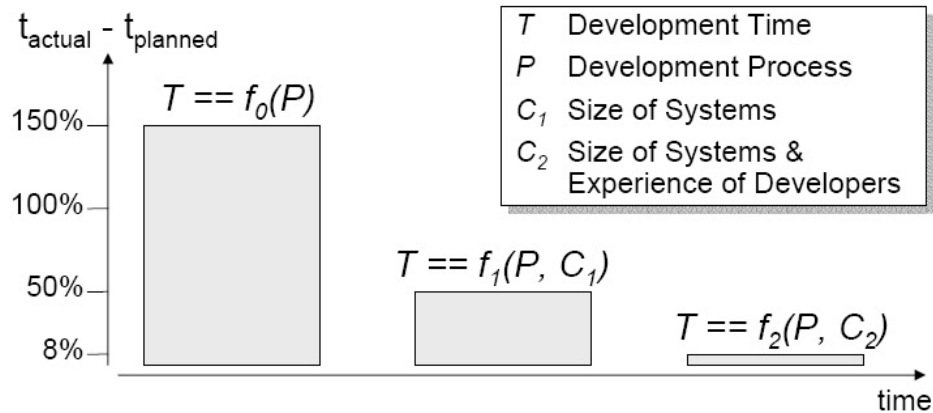 t_actual - t_planned
T Development Time
P Development Process
C_1 Size of Systems
C_2 Size of Systems &
Experience of Developers
T == f_0(P)
150%
100%
T == f_1(P, C_1)
50%
T == f_2(P, C_2)
8%
time